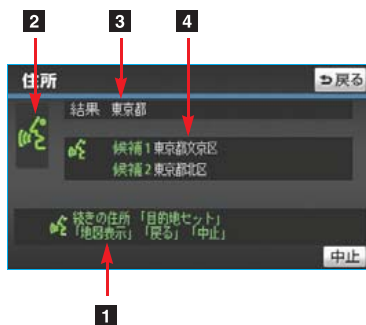 2 3 4
住所 戻る
結果 東京都
候補1東京都文京区
候補2東京都北区
続きの住所「目的地セット」
「地図表示」「戻る」「中止」
中止
1